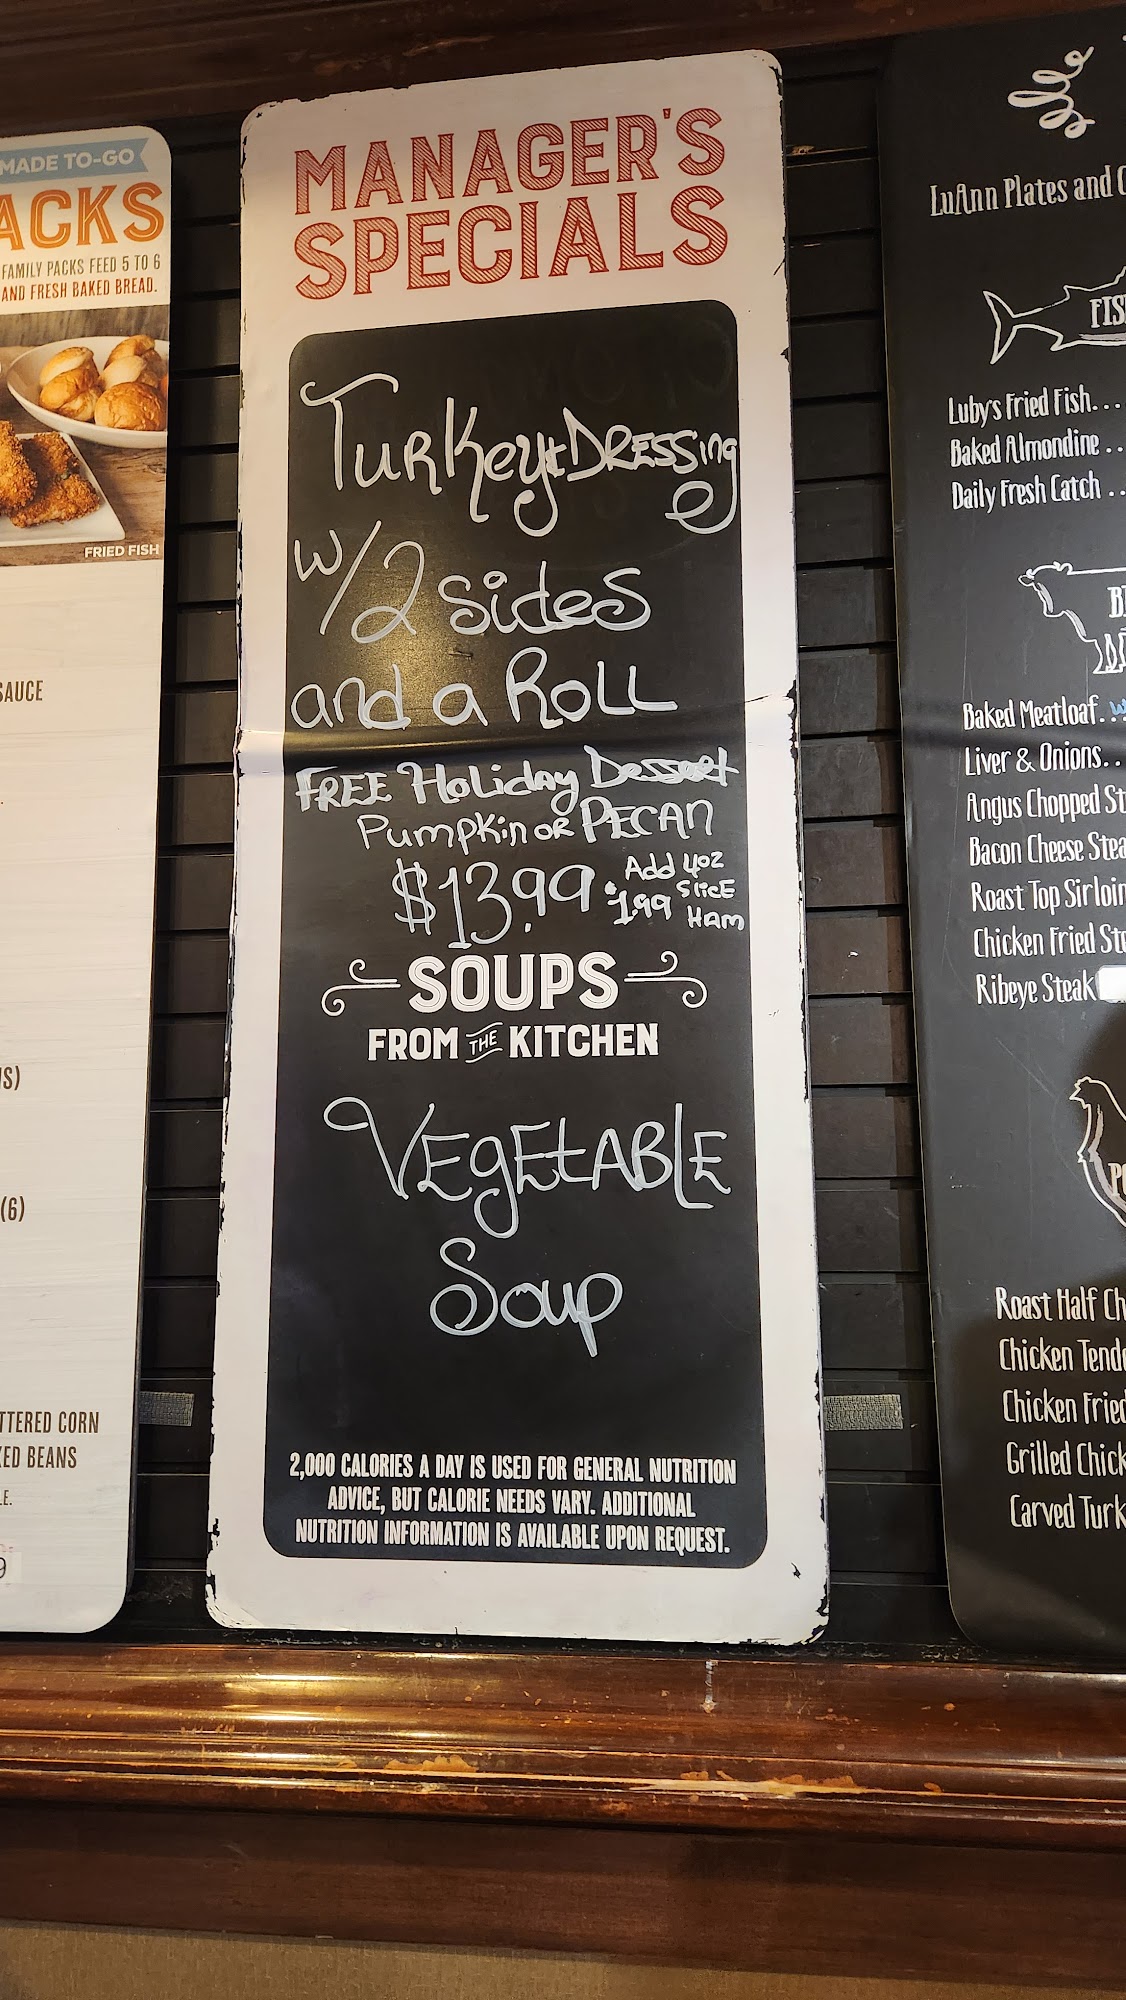 MADE TO-GO
ACKS
FAMILY PACKS FEED 5 TO 6
AND FRESH BAKED BREAD.
FRIED FISH
SAUCE
(6)
TTERED CORN
KED BEANS
MANAGER'S
SPECIALS
Turkey & Dressing
w/2 sides
and a Roll
FREE Holiday Dessert
Pumpkin or PECAN
$13.99
Add 4oz
Slice
$1.99 Ham
SOUPS
FROM THE KITCHEN
VEgEtABLE
Soup
2,000 CALORIES A DAY IS USED FOR GENERAL NUTRITION
ADVICE, BUT CALORIE NEEDS VARY. ADDITIONAL
NUTRITION INFORMATION IS AVAILABLE UPON REQUEST.
LuAnn Plates and
FIS
Luby's Fried Fish...
Baked Almondine ..
Daily Fresh Catch ..
Baked Meatloaf..
Liver & Onions..
Angus Chopped St
Bacon Cheese Stea
Roast Top Sirloin
Chicken Fried Ste
Ribeye Steak
Roast Half Ch
Chicken Tende
Chicken Fried
Grilled Chick
Carved Turk